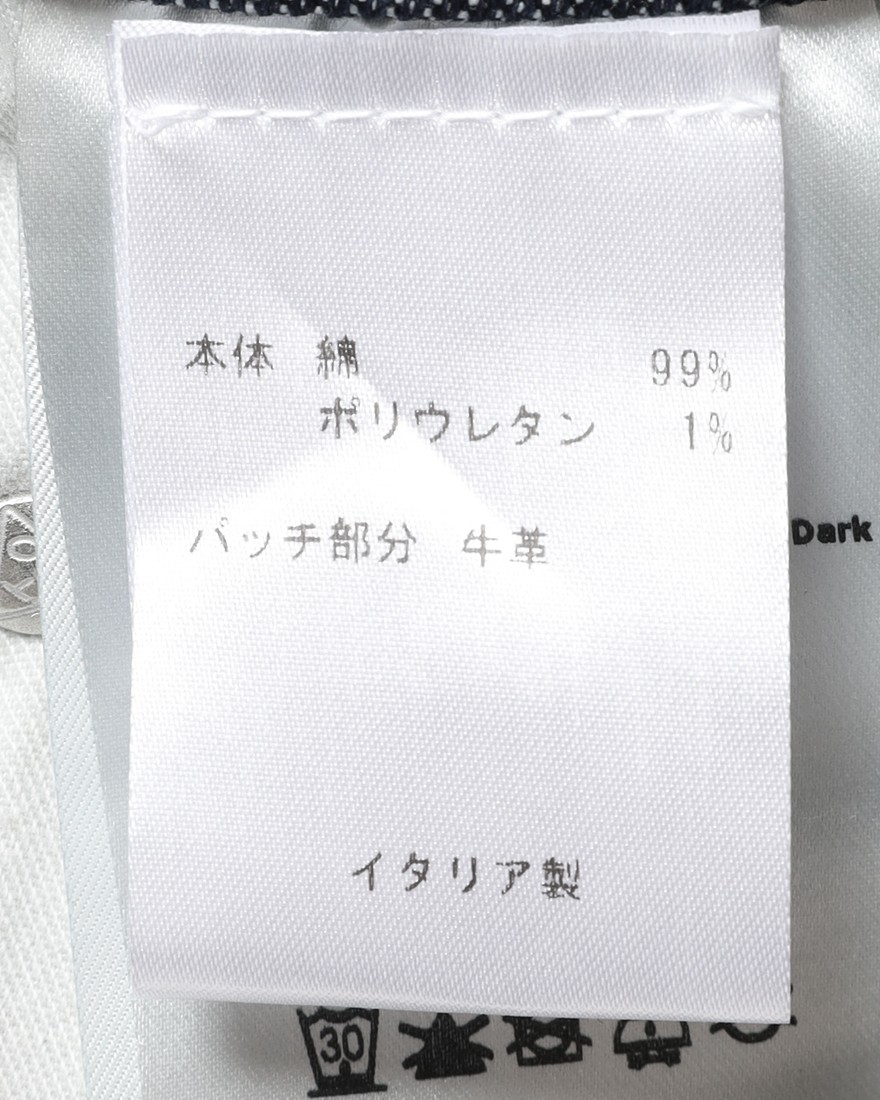 本体 綿 99%
ポリウレタン 1%
パッチ部分 牛革
Dark
イタリア製
30